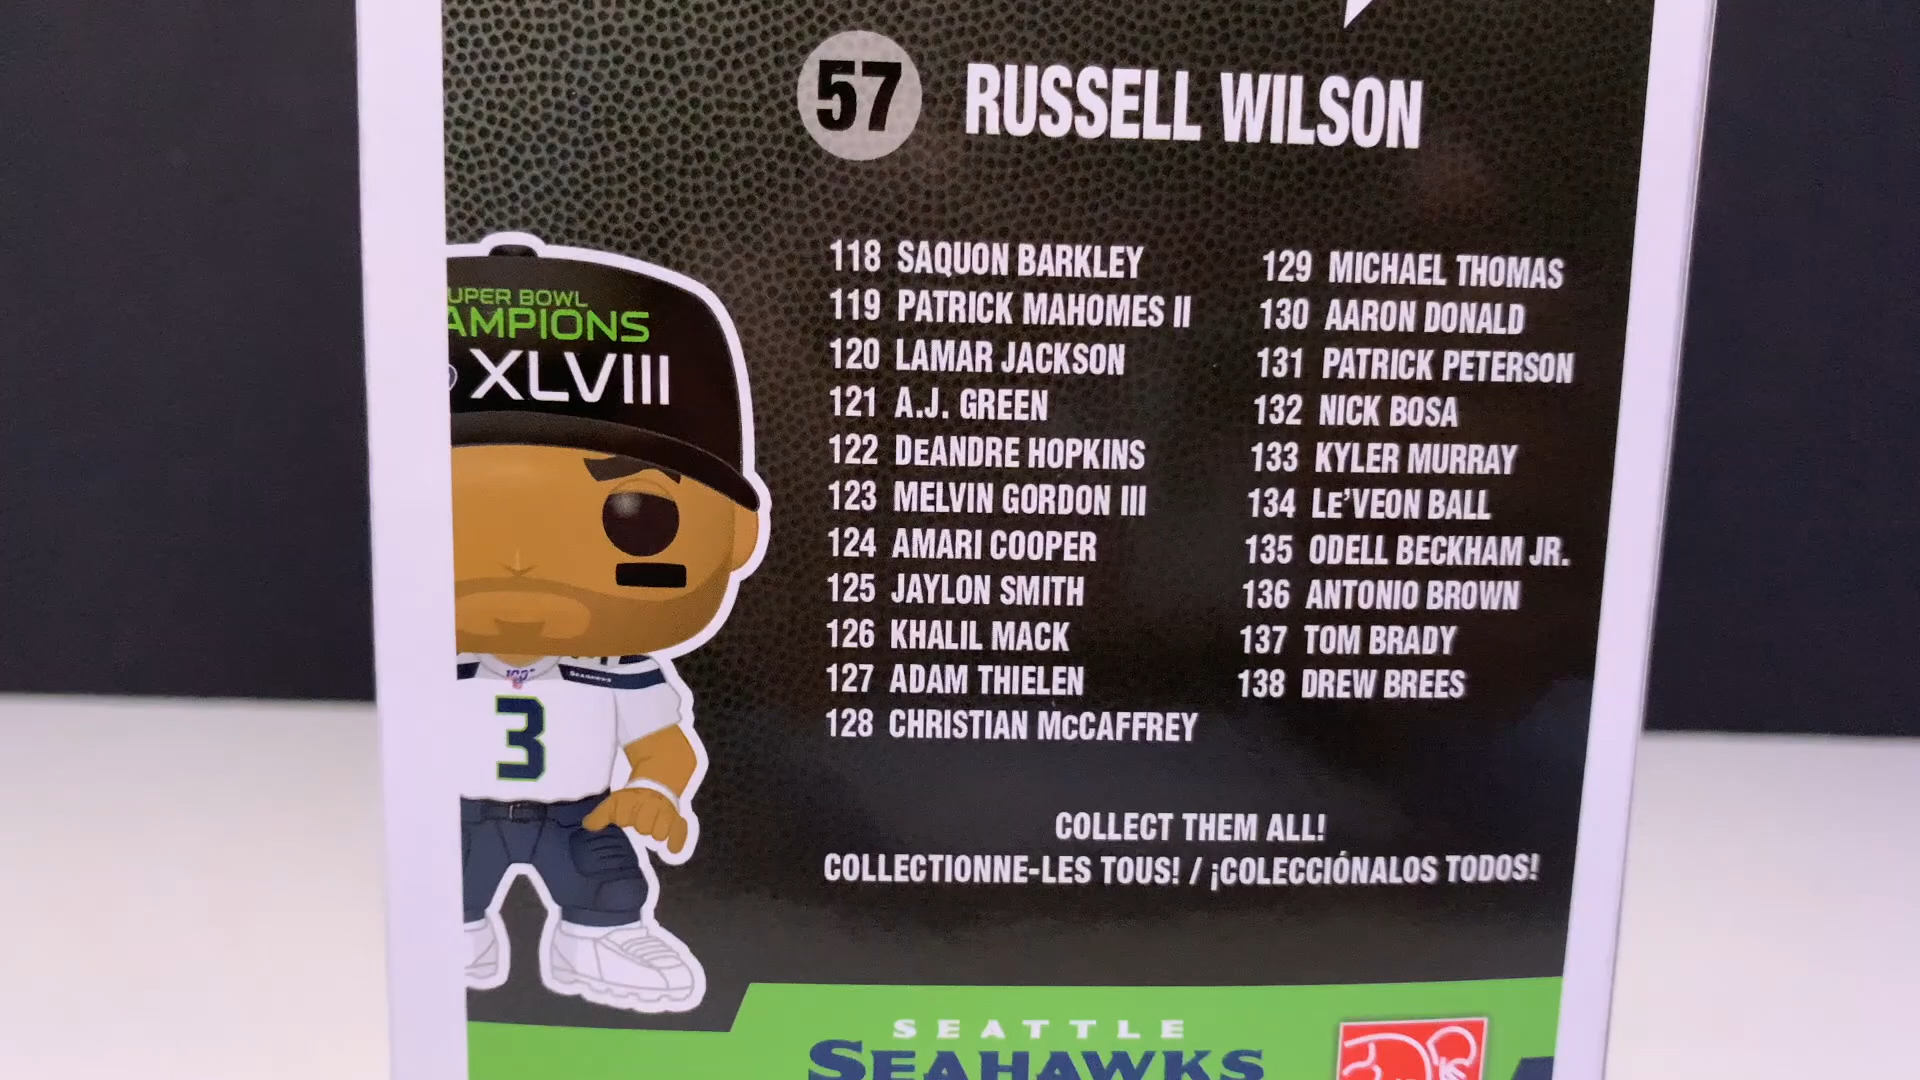 57 RUSSELL WILSON
118 SAQUON BARKLEY
119 PATRICK MAHOMES II
120 LAMAR JACKSON
121 A.J. GREEN
122 DEANDRE HOPKINS
123 MELVIN GORDON III
124 AMARI COOPER
125 JAYLON SMITH
126 KHALIL MACK
127 ADAM THIELEN
128 CHRISTIAN McCAFFREY
129 MICHAEL THOMAS
130 AARON DONALD
131 PATRICK PETERSON
132 NICK BOSA
133 KYLER MURRAY
134 LE'VEON BALL
135 ODELL BECKHAM JR.
136 ANTONIO BROWN
137 TOM BRADY
138 DREW BREES
COLLECT THEM ALL!
COLLECTIONNE-LES TOUS! / ¡COLECCIÓNALOS TODOS!
UPER BOWL
AMPIONS
XLVIII
100
SEAHAWKS
3
SEATTLE
SEAHAWKS